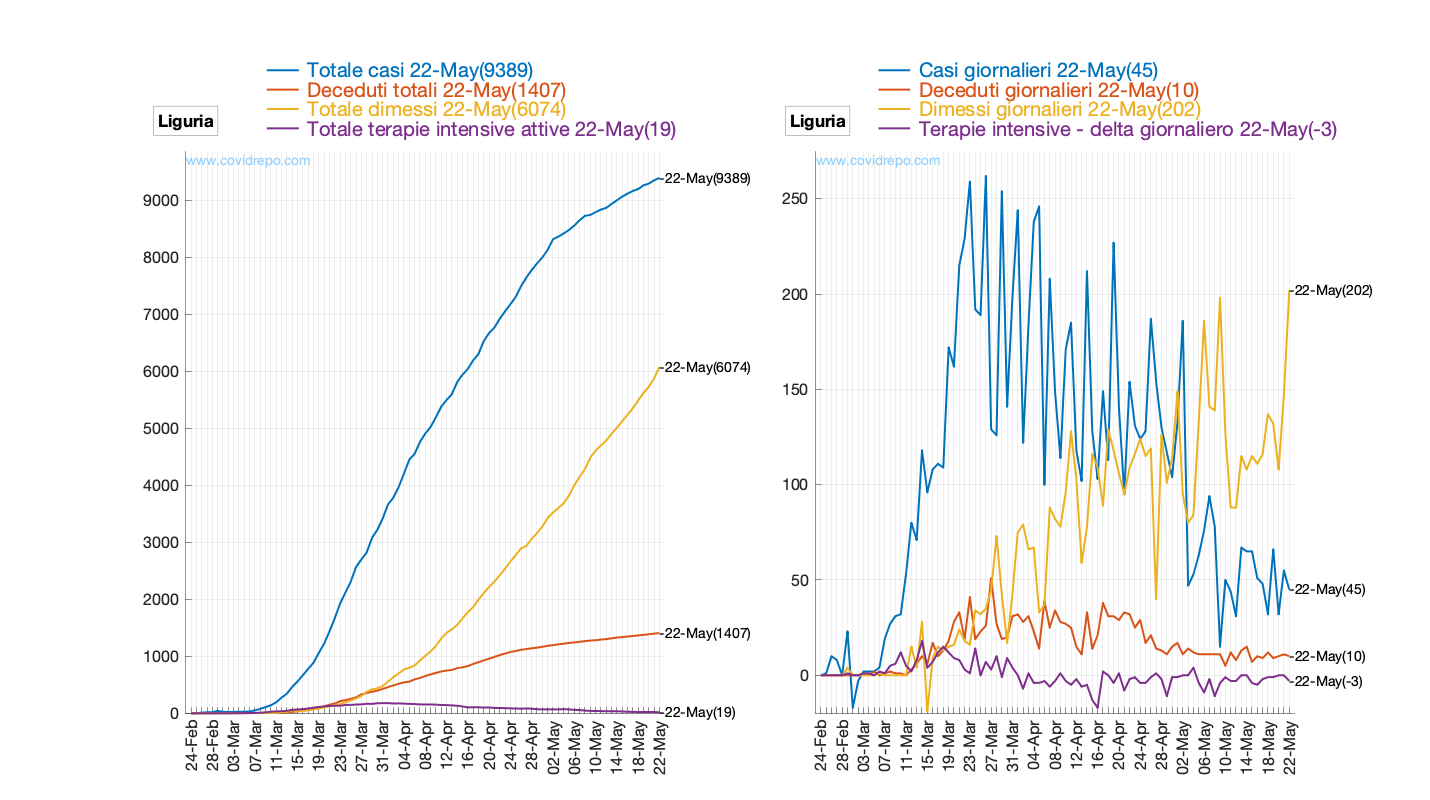 Totale casi 22-May(9389)
Deceduti totali 22-May(1407)
Totale dimessi 22-May(6074)
Totale terapie intensive attive 22-May(19)
Liguria
www.covidrepo.com
9000
8000
7000
6000
5000
4000
3000
2000
1000
0
22-May(9389)
22-May(6074)
22-May(1407)
22-May(19)
24-Feb
28-Feb
03-Mar
07-Mar
11-Mar
15-Mar
19-Mar
23-Mar
27-Mar
31-Mar
04-Apr
08-Apr
12-Apr
16-Apr
20-Apr
24-Apr
28-Apr
02-May
06-May
10-May
14-May
18-May
22-May
Casi giornalieri 22-May(45)
Deceduti giornalieri 22-May(10)
Dimessi giornalieri 22-May(202)
Terapie intensive - delta giornaliero 22-May(-3)
Liguria
www.covidrepo.com
250
200
150
100
50
0
22-May(202)
22-May(45)
22-May(10)
22-May(-3)
24-Feb
28-Feb
03-Mar
07-Mar
11-Mar
15-Mar
19-Mar
23-Mar
27-Mar
31-Mar
04-Apr
08-Apr
12-Apr
16-Apr
20-Apr
24-Apr
28-Apr
02-May
06-May
10-May
14-May
18-May
22-May